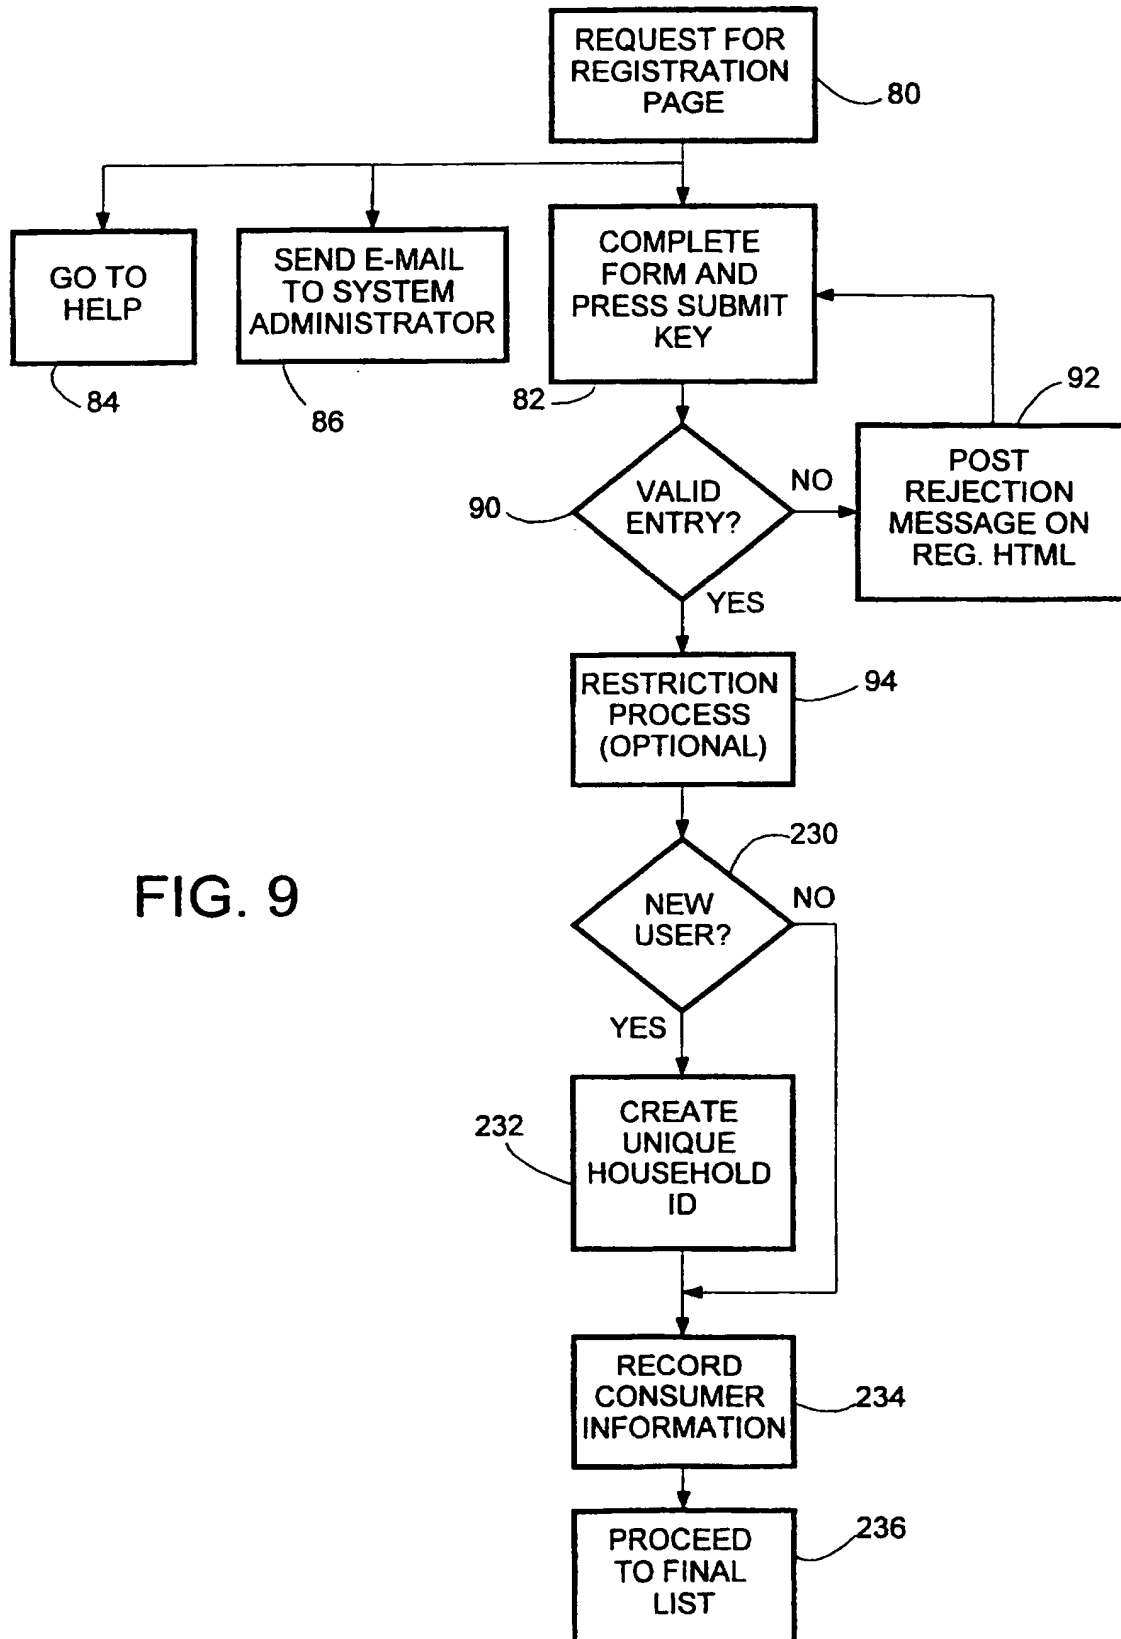 REQUEST FOR
REGISTRATION
PAGE
80
GO TO
HELP
84
SEND E-MAIL
TO SYSTEM
ADMINISTRATOR
86
COMPLETE
FORM AND
PRESS SUBMIT
KEY
82
92
POST
REJECTION
MESSAGE ON
REG. HTML
90
VALID
ENTRY?
NO
YES
RESTRICTION
PROCESS
(OPTIONAL)
94
230
NEW
USER?
NO
YES
FIG. 9
232
CREATE
UNIQUE
HOUSEHOLD
ID
RECORD
CONSUMER
INFORMATION
234
PROCEED
TO FINAL
LIST
236